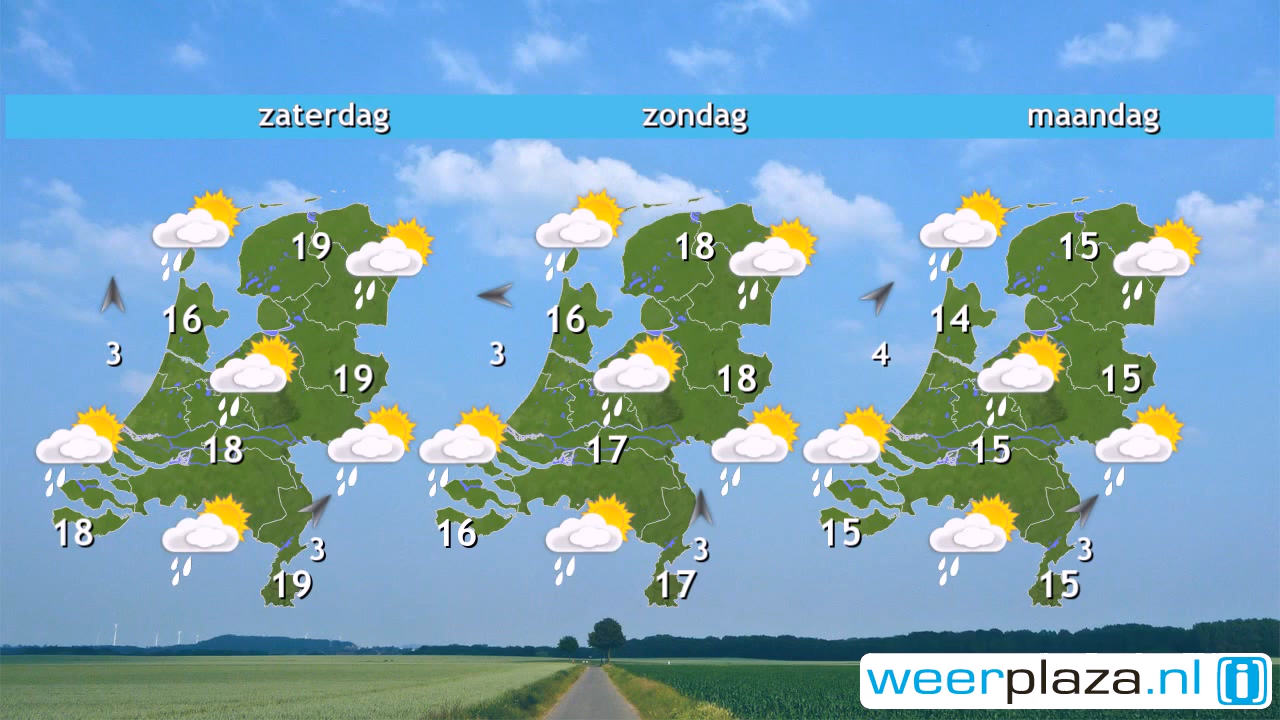 zaterdag zondag maandag
19 18 15
16 16 14
3 3 4
19 18 15
18 17 15
18 16 15
3 3 3
19 17 15
weerplaza.nl i